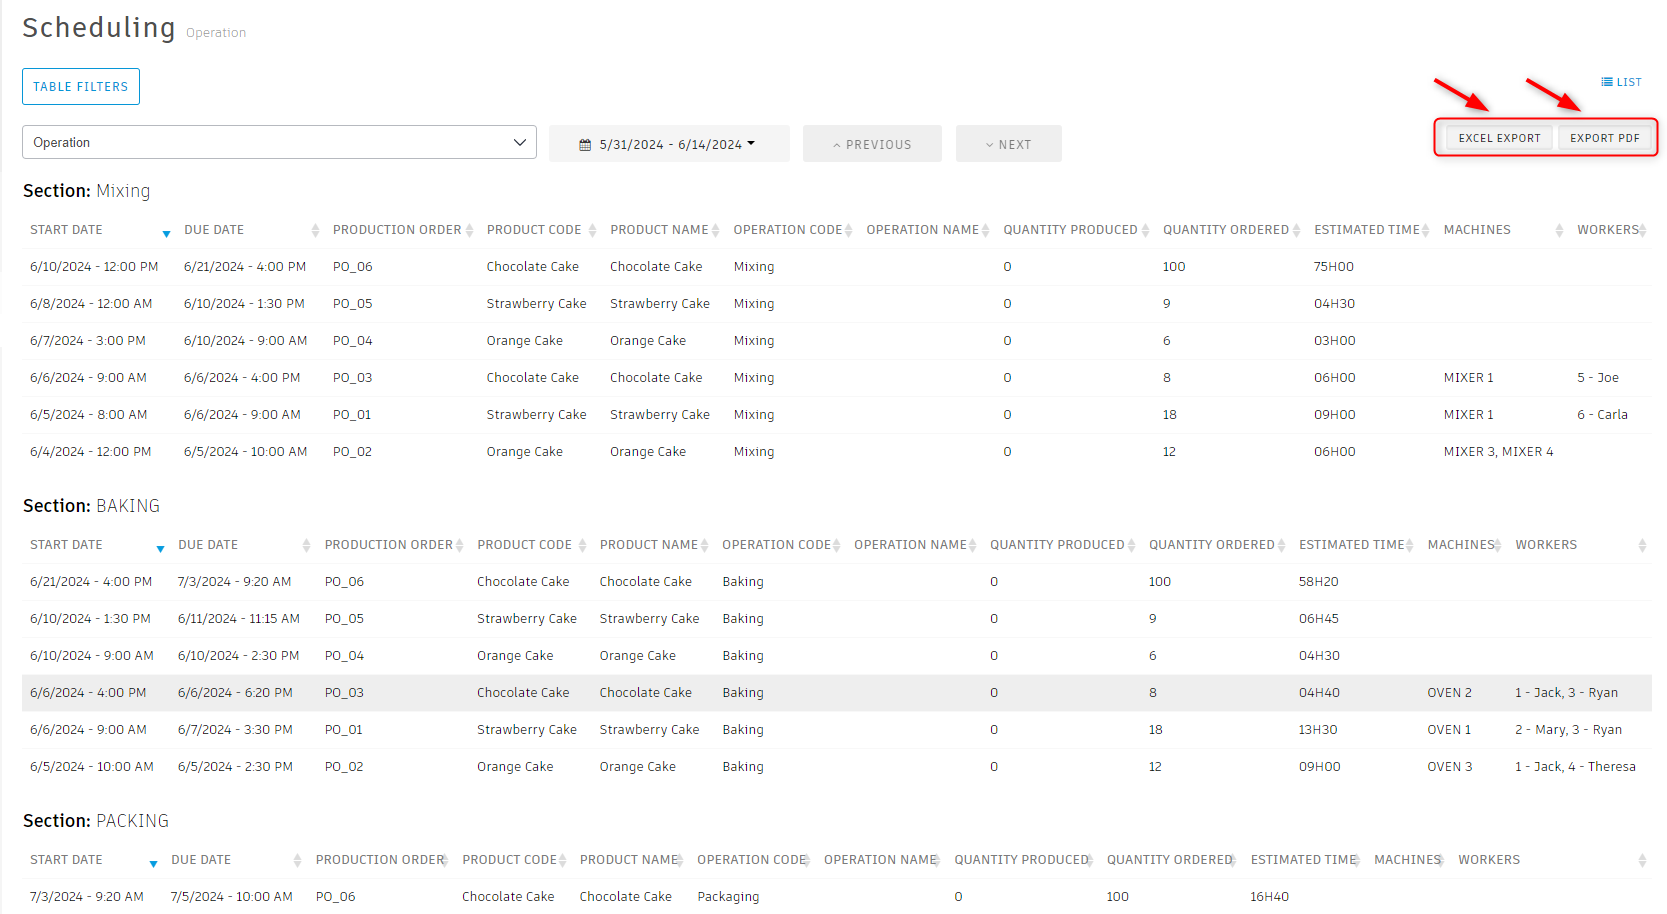 Scheduling Operation
TABLE FILTERS
LIST
Operation 5/31/2024 - 6/14/2024 PREVIOUS NEXT EXCEL EXPORT EXPORT PDF
Section: Mixing
START DATE DUE DATE PRODUCTION ORDER PRODUCT CODE PRODUCT NAME OPERATION CODE OPERATION NAME QUANTITY PRODUCED QUANTITY ORDERED ESTIMATED TIME MACHINES WORKERS
6/10/2024 - 12:00 PM 6/21/2024 - 4:00 PM PO_06 Chocolate Cake Chocolate Cake Mixing 0 100 75H00
6/8/2024 - 12:00 AM 6/10/2024 - 1:30 PM PO_05 Strawberry Cake Strawberry Cake Mixing 0 9 04H30
6/7/2024 - 3:00 PM 6/10/2024 - 9:00 AM PO_04 Orange Cake Orange Cake Mixing 0 6 03H00
6/6/2024 - 9:00 AM 6/6/2024 - 4:00 PM PO_03 Chocolate Cake Chocolate Cake Mixing 0 8 06H00 MIXER 1 5 - Joe
6/5/2024 - 8:00 AM 6/6/2024 - 9:00 AM PO_01 Strawberry Cake Strawberry Cake Mixing 0 18 09H00 MIXER 1 6 - Carla
6/4/2024 - 12:00 PM 6/5/2024 - 10:00 AM PO_02 Orange Cake Orange Cake Mixing 0 12 06H00 MIXER 3, MIXER 4
Section: BAKING
START DATE DUE DATE PRODUCTION ORDER PRODUCT CODE PRODUCT NAME OPERATION CODE OPERATION NAME QUANTITY PRODUCED QUANTITY ORDERED ESTIMATED TIME MACHINES WORKERS
6/21/2024 - 4:00 PM 7/3/2024 - 9:20 AM PO_06 Chocolate Cake Chocolate Cake Baking 0 100 58H20
6/10/2024 - 1:30 PM 6/11/2024 - 11:15 AM PO_05 Strawberry Cake Strawberry Cake Baking 0 9 06H45
6/10/2024 - 9:00 AM 6/10/2024 - 2:30 PM PO_04 Orange Cake Orange Cake Baking 0 6 04H30
6/6/2024 - 4:00 PM 6/6/2024 - 6:20 PM PO_03 Chocolate Cake Chocolate Cake Baking 0 8 04H40 OVEN 2 1 - Jack, 3 - Ryan
6/6/2024 - 9:00 AM 6/7/2024 - 3:30 PM PO_01 Strawberry Cake Strawberry Cake Baking 0 18 13H30 OVEN 1 2 - Mary, 3 - Ryan
6/5/2024 - 10:00 AM 6/5/2024 - 2:30 PM PO_02 Orange Cake Orange Cake Baking 0 12 09H00 OVEN 3 1 - Jack, 4 - Theresa
Section: PACKING
START DATE DUE DATE PRODUCTION ORDER PRODUCT CODE PRODUCT NAME OPERATION CODE OPERATION NAME QUANTITY PRODUCED QUANTITY ORDERED ESTIMATED TIME MACHINES WORKERS
7/3/2024 - 9:20 AM 7/5/2024 - 10:00 AM PO_06 Chocolate Cake Chocolate Cake Packaging 0 100 16H40